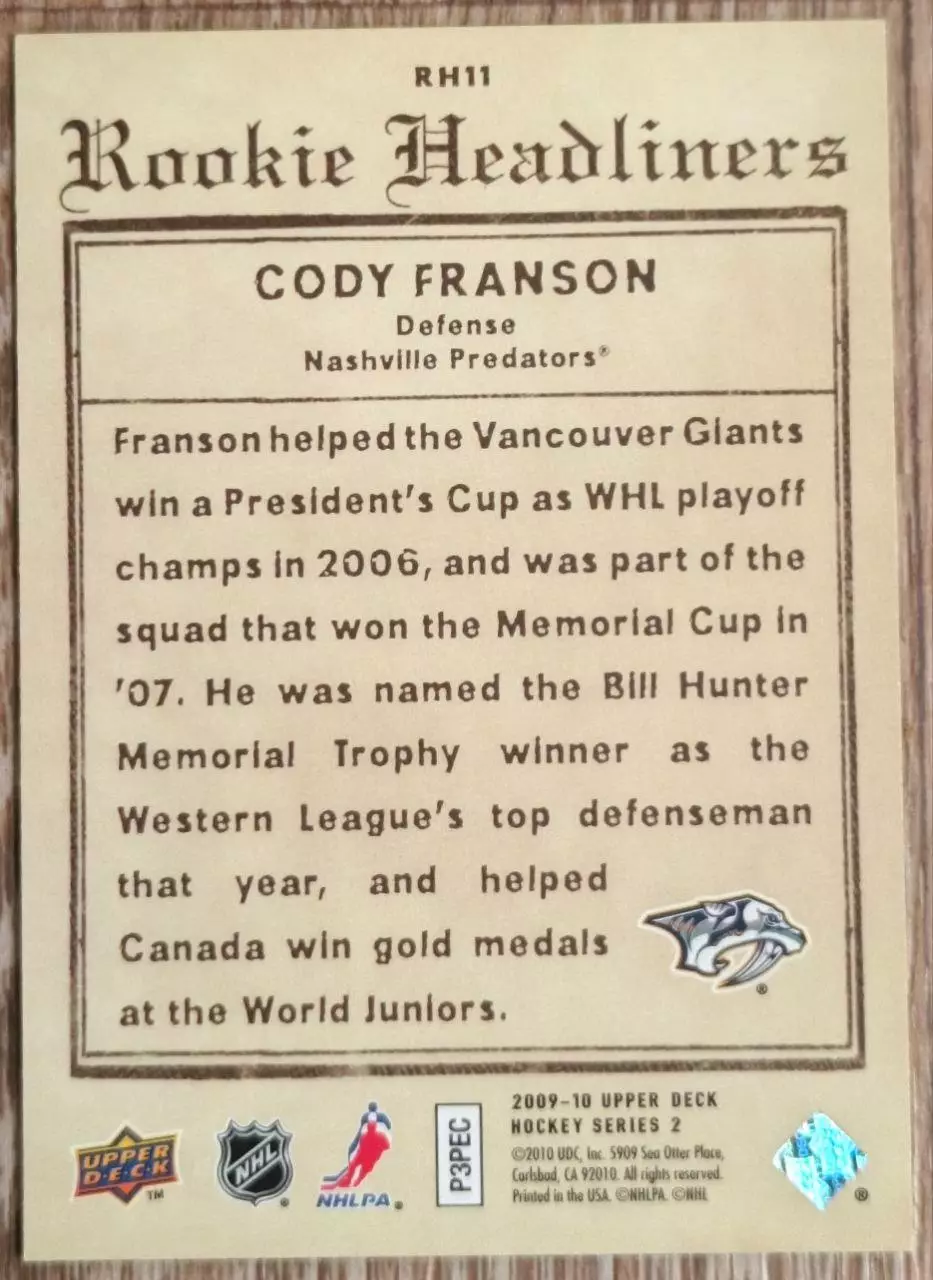 RH11
Rookie Headliners
CODY FRANSON
Defense
Nashville Predators®
Franson helped the Vancouver Giants
win a President's Cup as WHL playoff
champs in 2006, and was part of the
squad that won the Memorial Cup in
'07. He was named the Bill Hunter
Memorial Trophy winner as the
Western League's top defenseman
that year, and helped
Canada win gold medals
at the World Juniors.
®
UPPER
DECK
TM
NHL
®
NHLPA®
P3PEC
2009-10 UPPER DECK
HOCKEY SERIES 2
©2010 UDC, Inc. 5909 Sea Otter Place,
Carlsbad, CA 92010. All rights reserved.
Printed in the USA. ©NHLPA. ©NHL
®